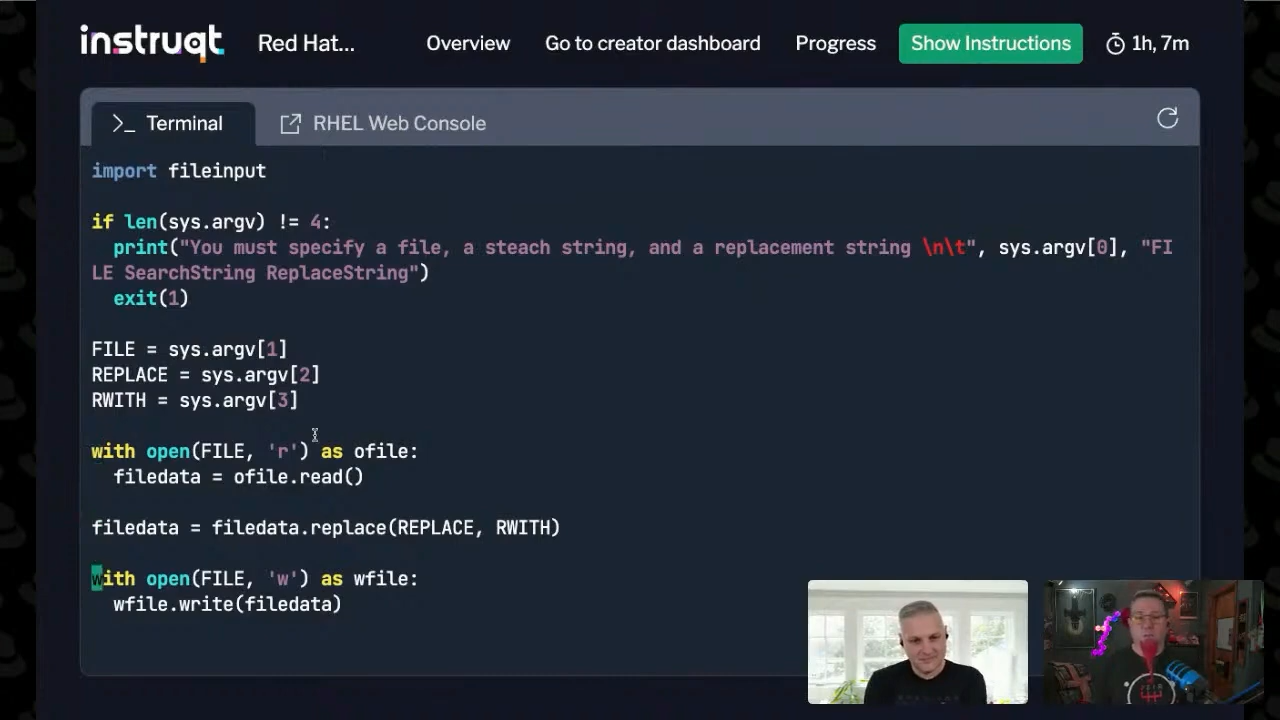 instruqt Red Hat... Overview Go to creator dashboard Progress Show Instructions 1h, 7m
>_ Terminal RHEL Web Console
import fileinput
if len(sys.argv) != 4:
  print("You must specify a file, a steach string, and a replacement string \n\t", sys.argv[0], "FI
LE SearchString ReplaceString")
  exit(1)
FILE = sys.argv[1]
REPLACE = sys.argv[2]
RWITH = sys.argv[3]
with open(FILE, 'r') as ofile:
  filedata = ofile.read()
filedata = filedata.replace(REPLACE, RWITH)
with open(FILE, 'w') as wfile:
  wfile.write(filedata)